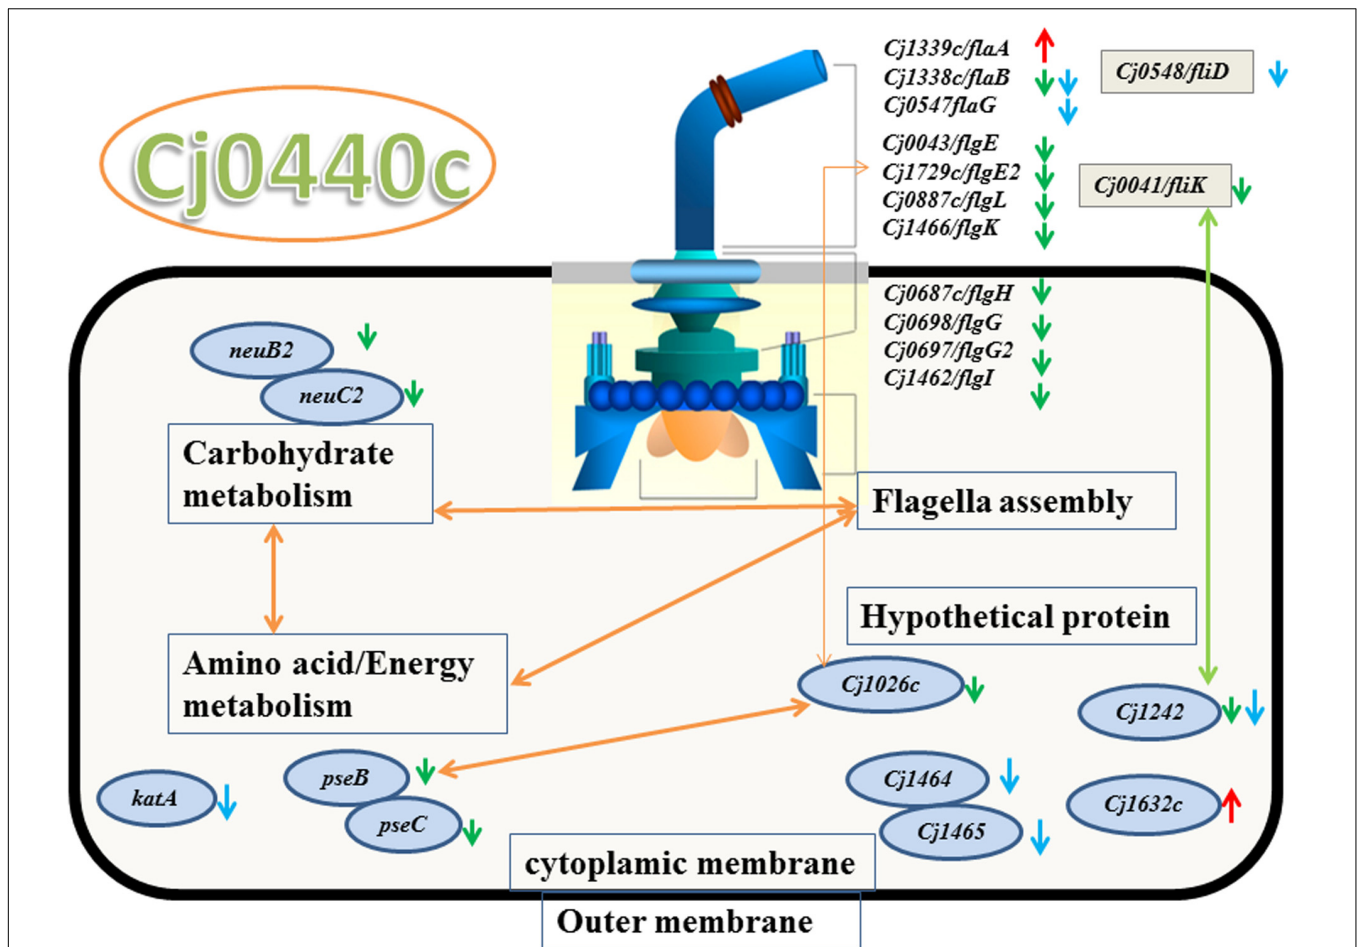 Cj0440c
Cj1339c/flaA
Cj1338c/flaB
Cj0547flaG
Cj0548/fliD
Cj0043/flgE
Cj1729c/flgE2
Cj0887c/flgL
Cj1466/flgK
Cj0041/fliK
Cj0687c/flgH
Cj0698/flgG
Cj0697/flgG2
Cj1462/flgI
neuB2
neuC2
Carbohydrate
metabolism
Flagella assembly
Hypothetical protein
Amino acid/Energy
metabolism
Cj1026c
Cj1242
pseB
pseC
katA
Cj1464
Cj1465
Cj1632c
cytoplamic membrane
Outer membrane